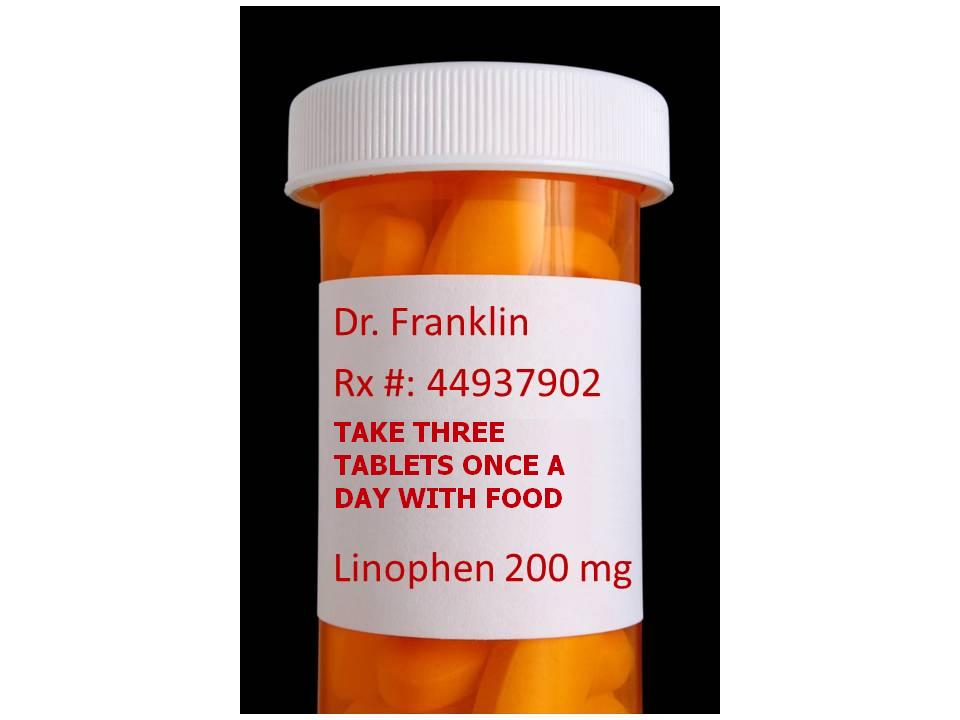 Dr. Franklin
Rx #: 44937902
TAKE THREE
TABLETS ONCE A
DAY WITH FOOD
Linophen 200 mg